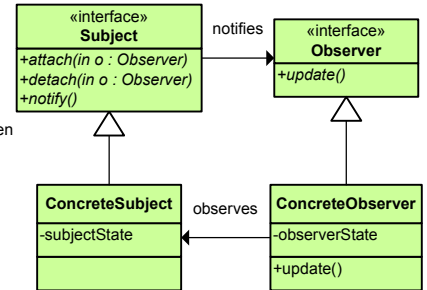 «interface»
Subject
+attach(in o : Observer)
+detach(in o : Observer)
+notify()
notifies
«interface»
Observer
+update()
en
ConcreteSubject
-subjectState
observes
ConcreteObserver
-observerState
+update()